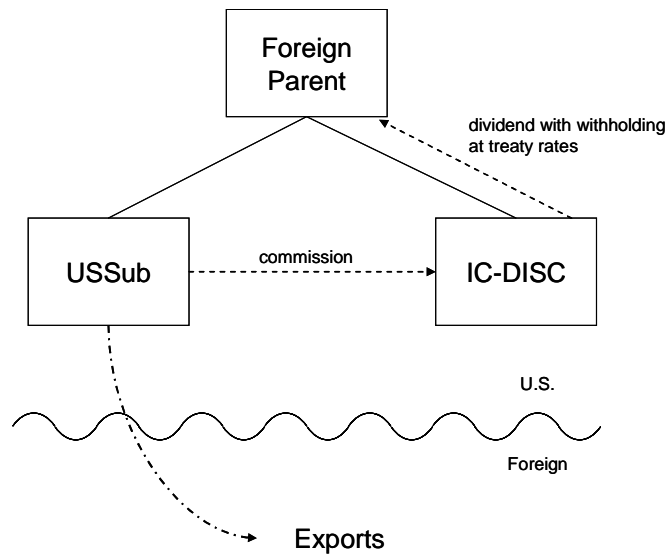 Foreign
Parent
dividend with withholding
at treaty rates
USSub
commission
IC-DISC
U.S.
Foreign
Exports